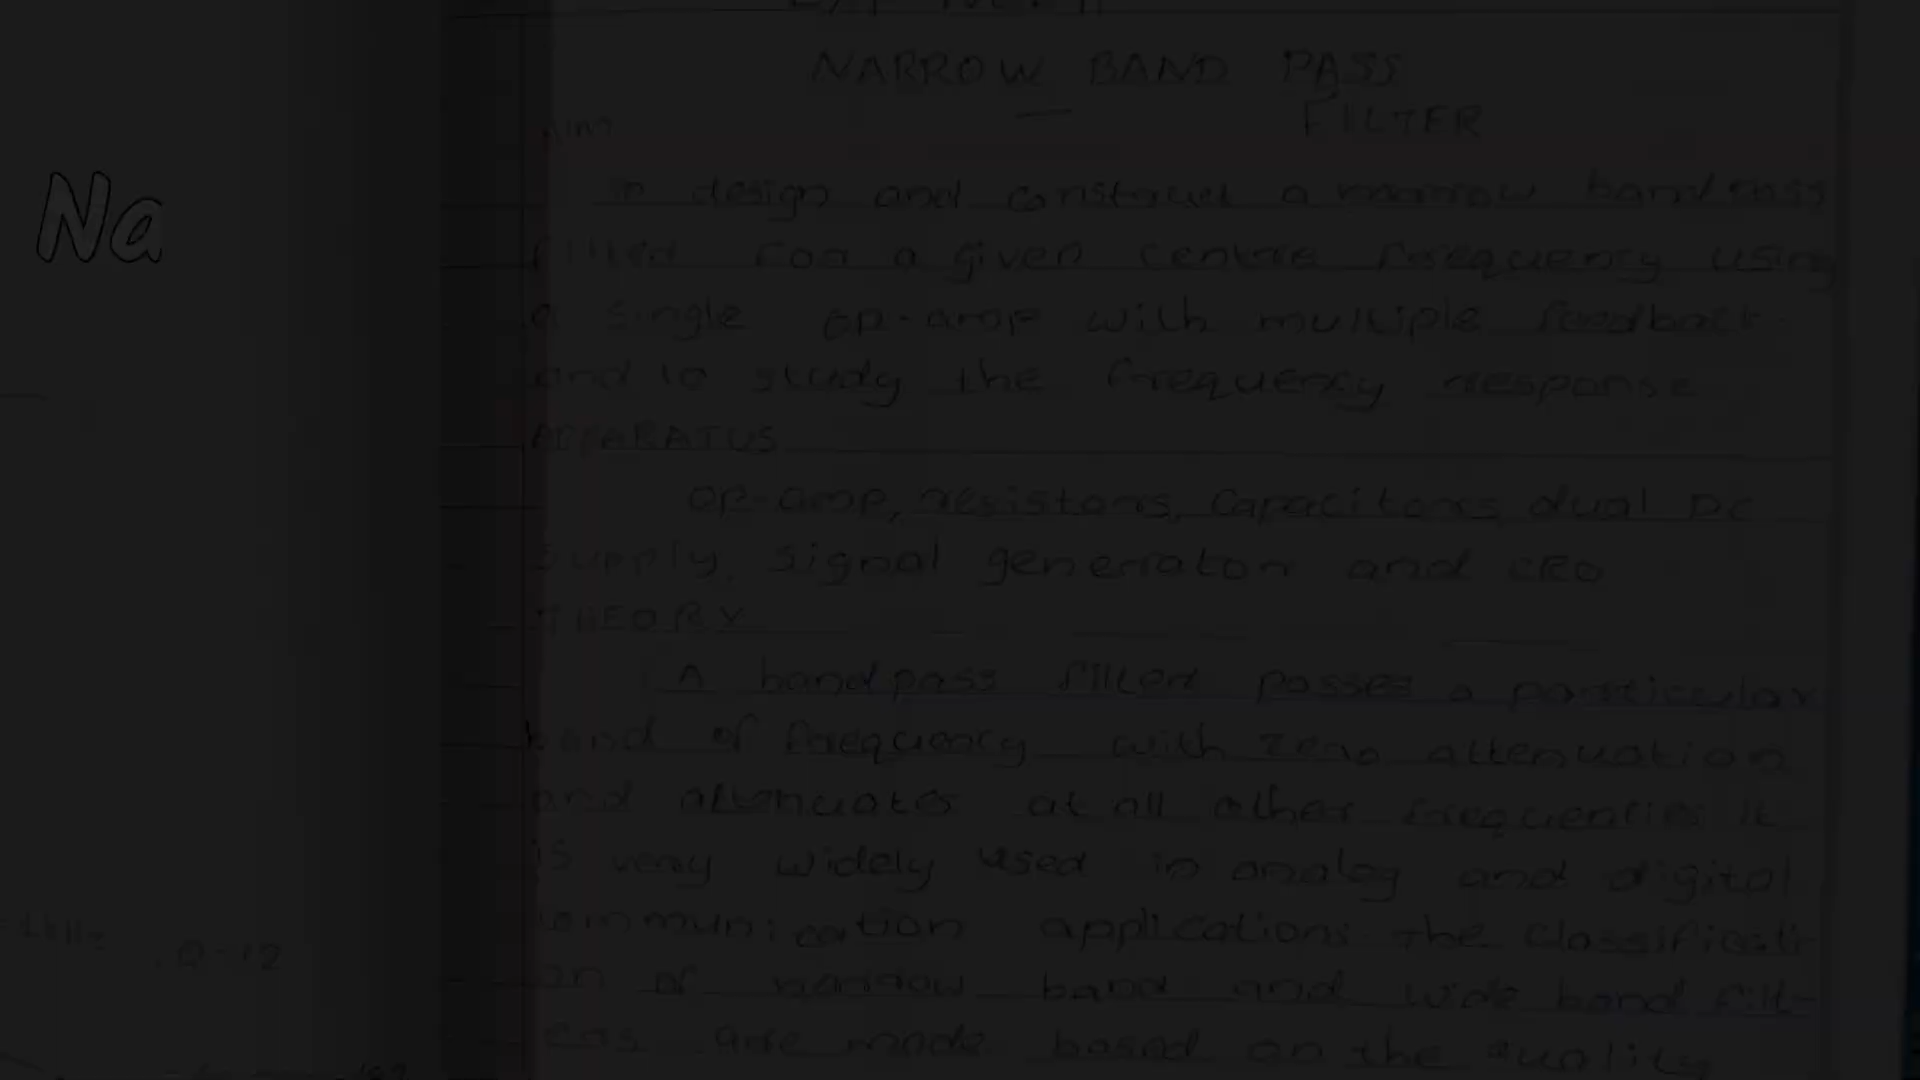 NARROW BAND PASS
FILTER
Aim
Na
to design and construct a narrow band pass
filter for a given centre frequency using
a single op-amp with multiple feedback
and to study the frequency response
APPARATUS
op-amp, resistors, capacitors, dual DC
supply, signal generator and CRO
THEORY
A band pass filter passes a particular
band of frequency with zero attenuation
and attenuates at all other frequencies. It
is very widely used in analog and digital
communication applications. The classificati
on of narrow band and wide band filt-
ers are made based on the quality